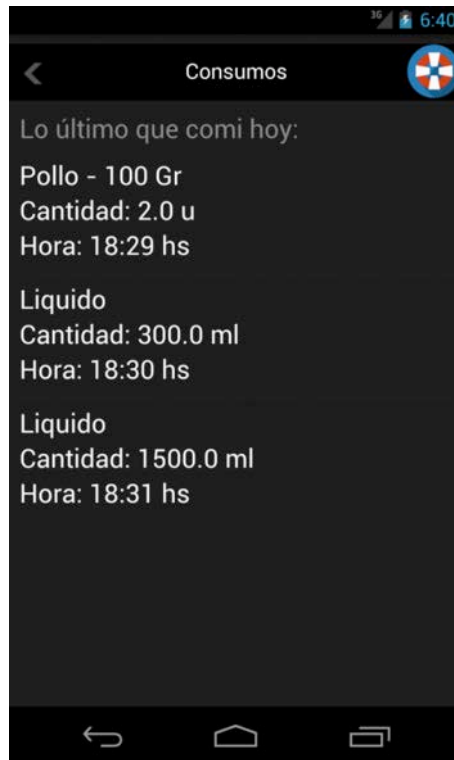 3G 6:40
Consumos
Lo último que comi hoy:
Pollo - 100 Gr
Cantidad: 2.0 u
Hora: 18:29 hs
Liquido
Cantidad: 300.0 ml
Hora: 18:30 hs
Liquido
Cantidad: 1500.0 ml
Hora: 18:31 hs